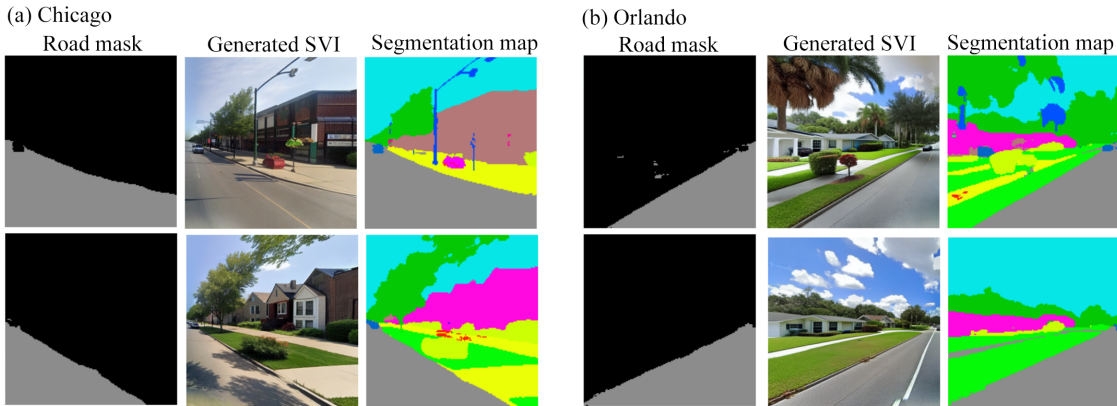 (a) Chicago
Road mask Generated SVI Segmentation map
(b) Orlando
Road mask Generated SVI Segmentation map